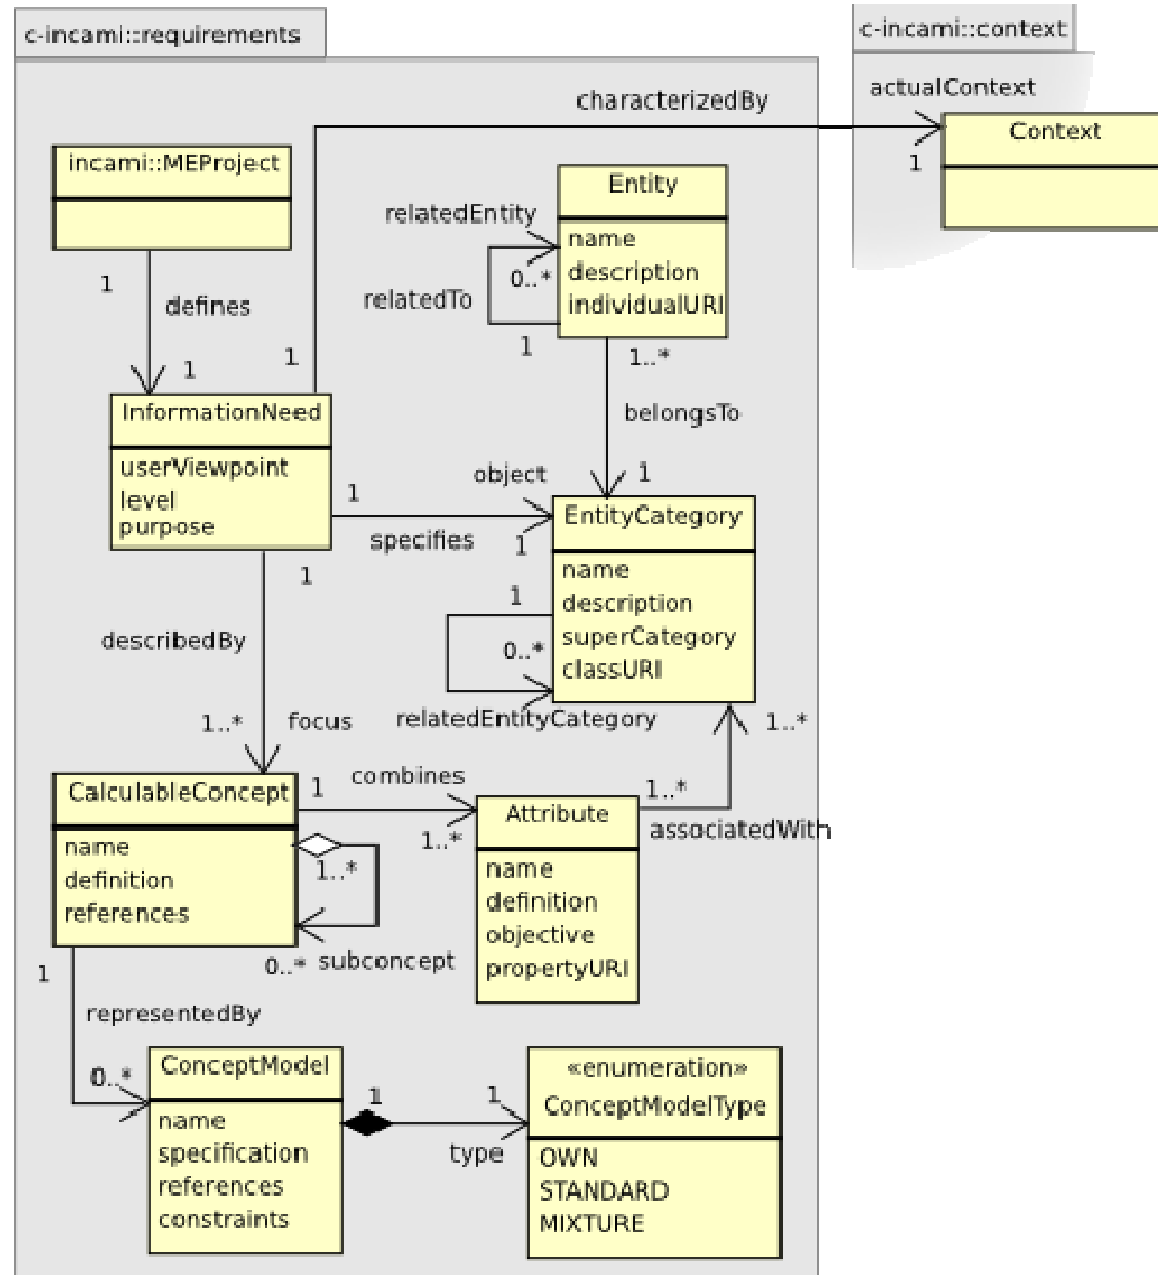 c-incami::requirements
c-incami::context
characterizedBy
actualContext
1
Context
incami::MEProject
Entity
name
description
individualURI
relatedEntity
0..*
relatedTo
1
1
defines
1
1
1..*
belongsTo
1
InformationNeed
userViewpoint
level
purpose
1
object
specifies
1
EntityCategory
name
description
superCategory
classURI
1
0..*
relatedEntityCategory
1
describedBy
1..*
focus
1..*
CalculableConcept
name
definition
references
1
combines
1..*
1..*
0..*
subconcept
Attribute
name
definition
objective
propertyURI
1..*
associatedWith
1
representedBy
0..*
ConceptModel
name
specification
references
constraints
1
1
type
«enumeration»
ConceptModelType
OWN
STANDARD
MIXTURE